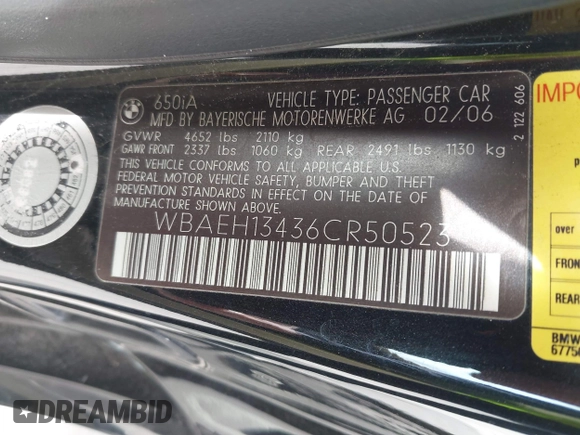 650iA VEHICLE TYPE: PASSENGER CAR
MFD BY BAYERISCHE MOTORENWERKE AG 02/06
GVWR 4652 lbs 2110 kg
GAWR FRONT 2337 lbs 1060 kg REAR 2491 lbs 1130 kg
THIS VEHICLE CONFORMS TO ALL APPLICABLE U.S.
FEDERAL MOTOR VEHICLE SAFETY, BUMPER AND THEFT
PREVENTION STANDARDS IN EFFECT ON THE DATE OF
MANUFACTURE SHOWN ABOVE.
WBAEH13436CR50523
2 122 606
IMPO
over
FRON
REAR
BMW
DREAMBID